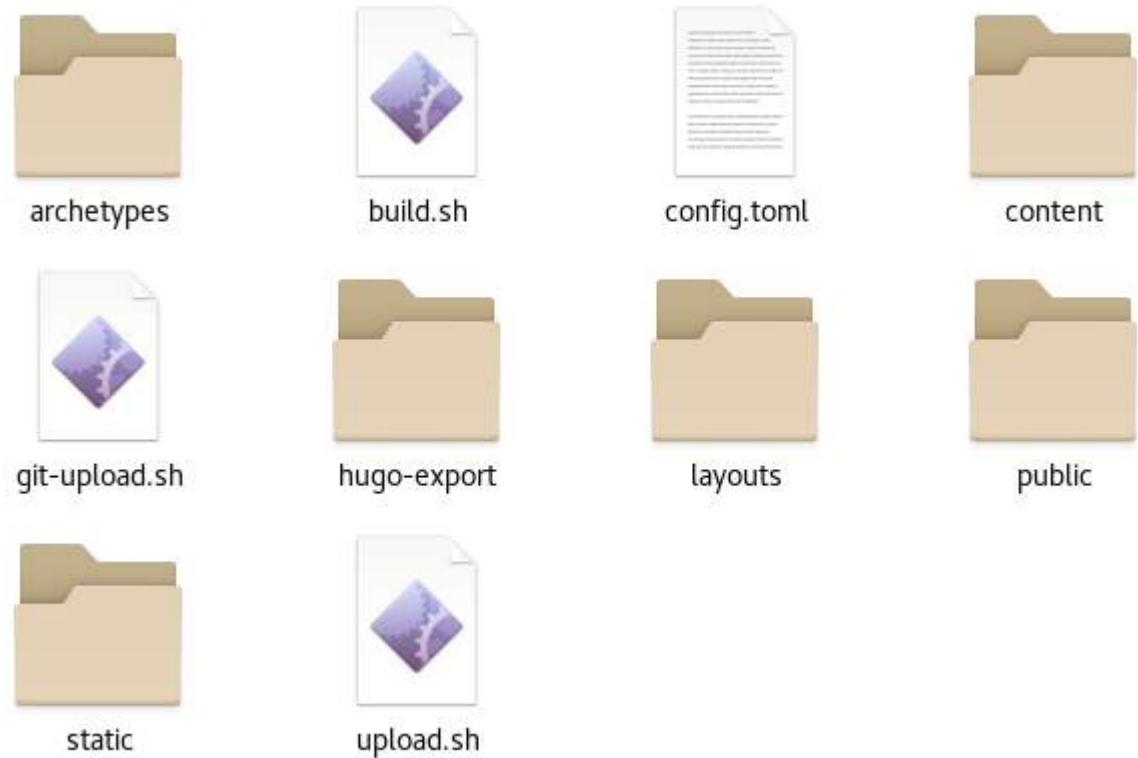 archetypes
build.sh
config.toml
content
git-upload.sh
hugo-export
layouts
public
static
upload.sh